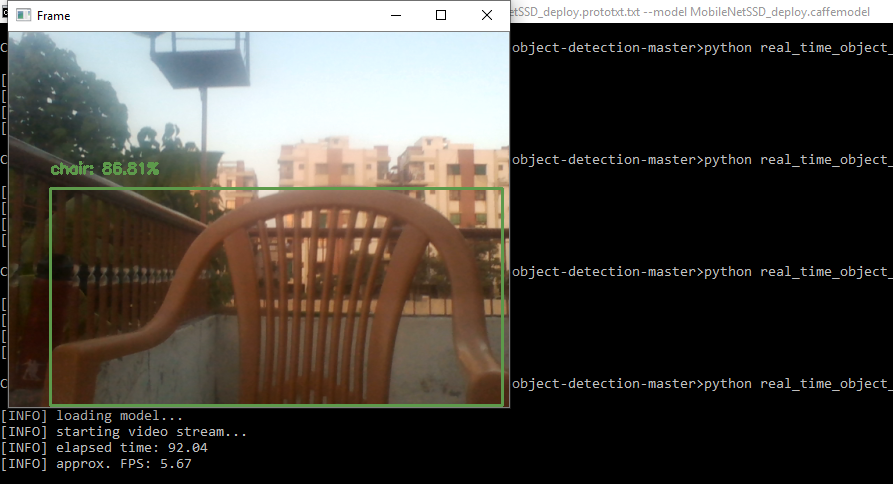 Frame
etSSD_deploy.prototxt.txt --model MobileNetSSD_deploy.caffemodel
object-detection-master>python real_time_object_
chair: 86.81%
object-detection-master>python real_time_object_
object-detection-master>python real_time_object_
object-detection-master>python real_time_object_
[INFO] loading model...
[INFO] starting video stream...
[INFO] elapsed time: 92.04
[INFO] approx. FPS: 5.67